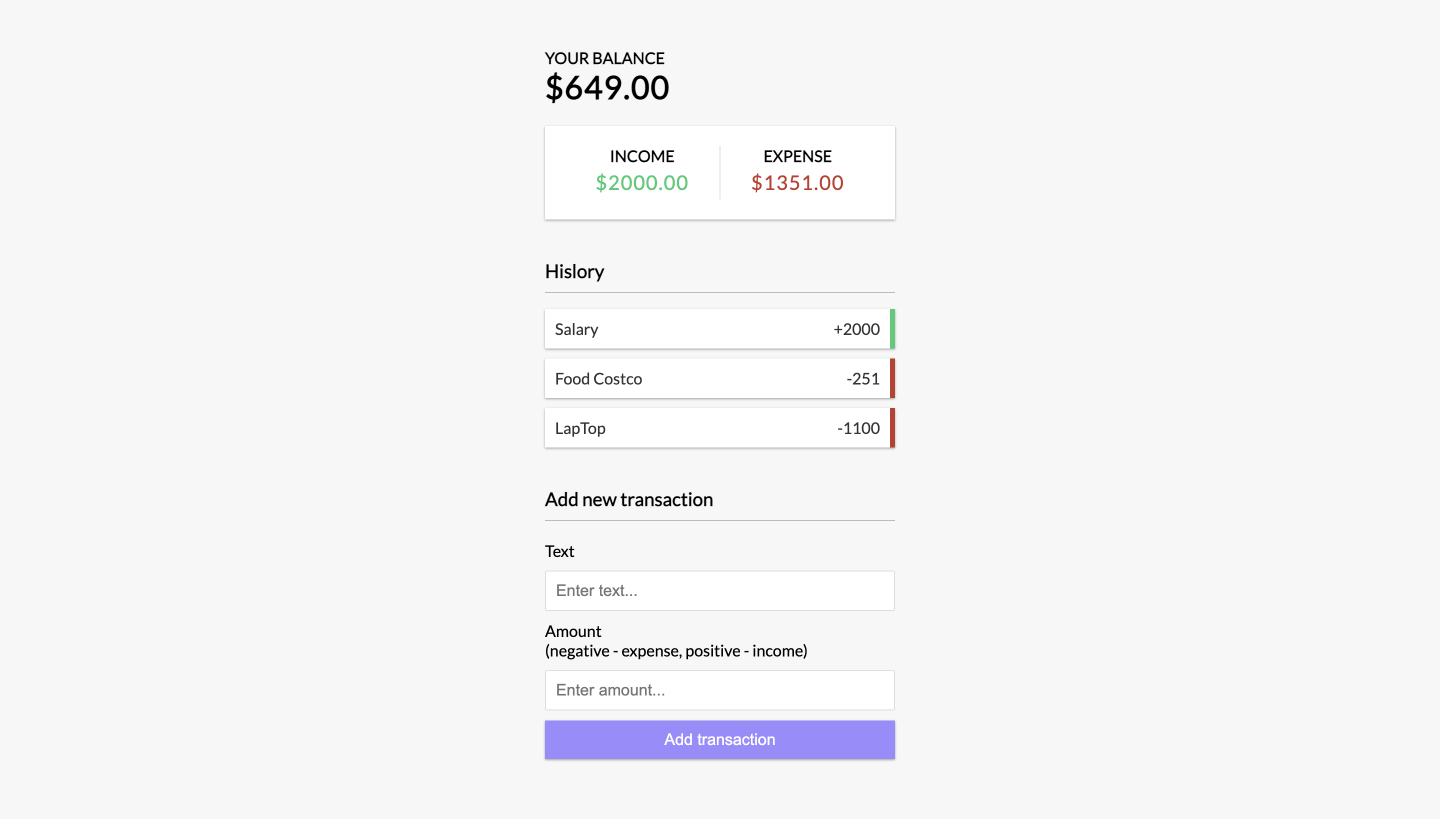 YOUR BALANCE
$649.00
INCOME EXPENSE
$2000.00 $1351.00
Hislory
Salary +2000
Food Costco -251
LapTop -1100
Add new transaction
Text
Enter text...
Amount
(negative - expense, positive - income)
Enter amount...
Add transaction